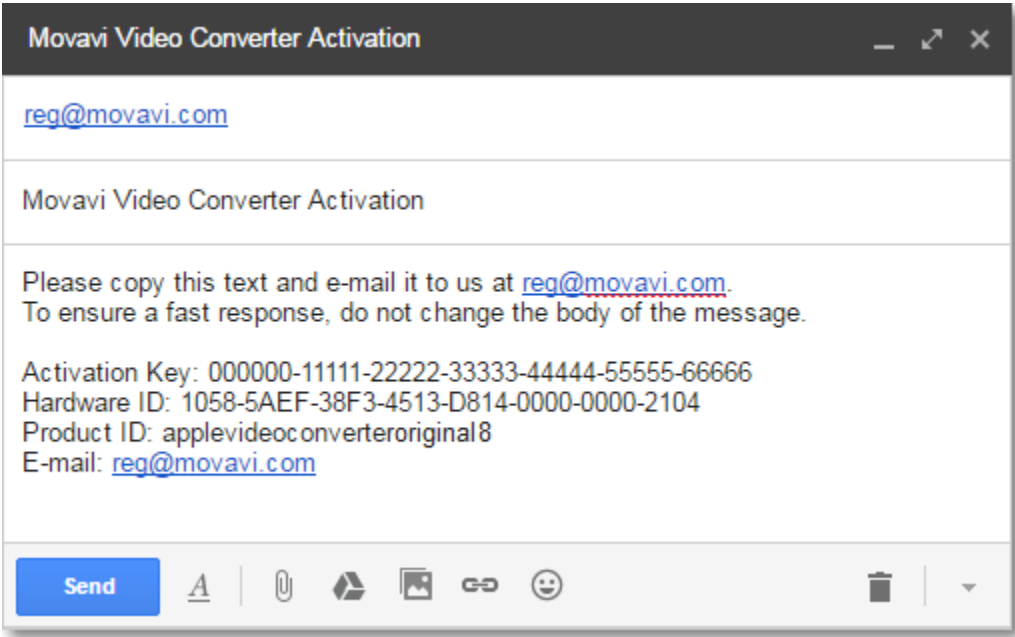 Movavi Video Converter Activation
reg@movavi.com
Movavi Video Converter Activation
Please copy this text and e-mail it to us at reg@movavi.com.
To ensure a fast response, do not change the body of the message.
Activation Key: 000000-11111-22222-33333-44444-55555-66666
Hardware ID: 1058-5AEF-38F3-4513-D814-0000-0000-2104
Product ID: applevideoconverteroriginal8
E-mail: reg@movavi.com
Send A